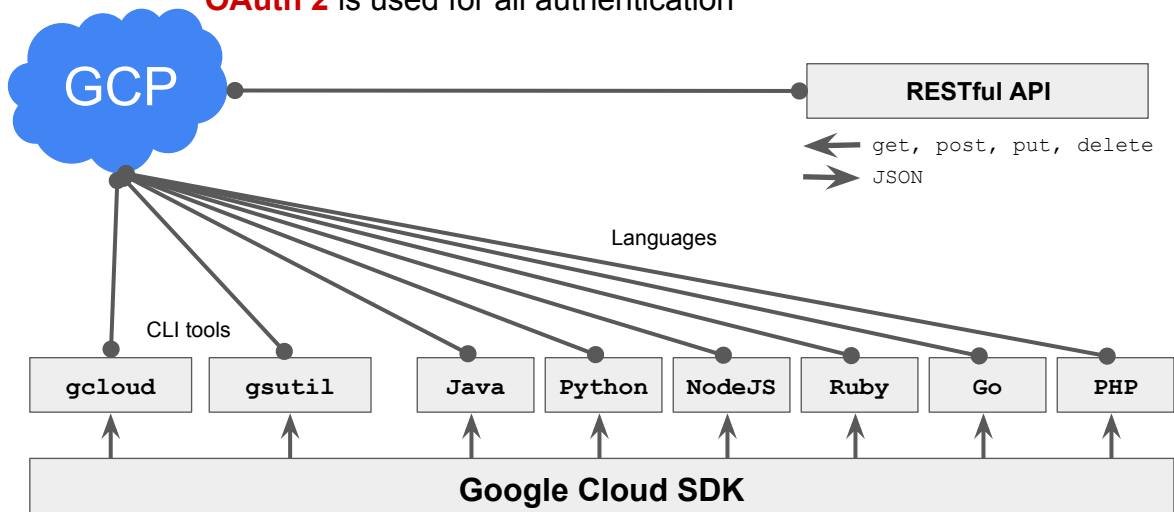 OAuth 2 is used for all authentication
GCP
RESTful API
get, post, put, delete
JSON
Languages
CLI tools
gcloud
gsutil
Java
Python
NodeJS
Ruby
Go
PHP
Google Cloud SDK